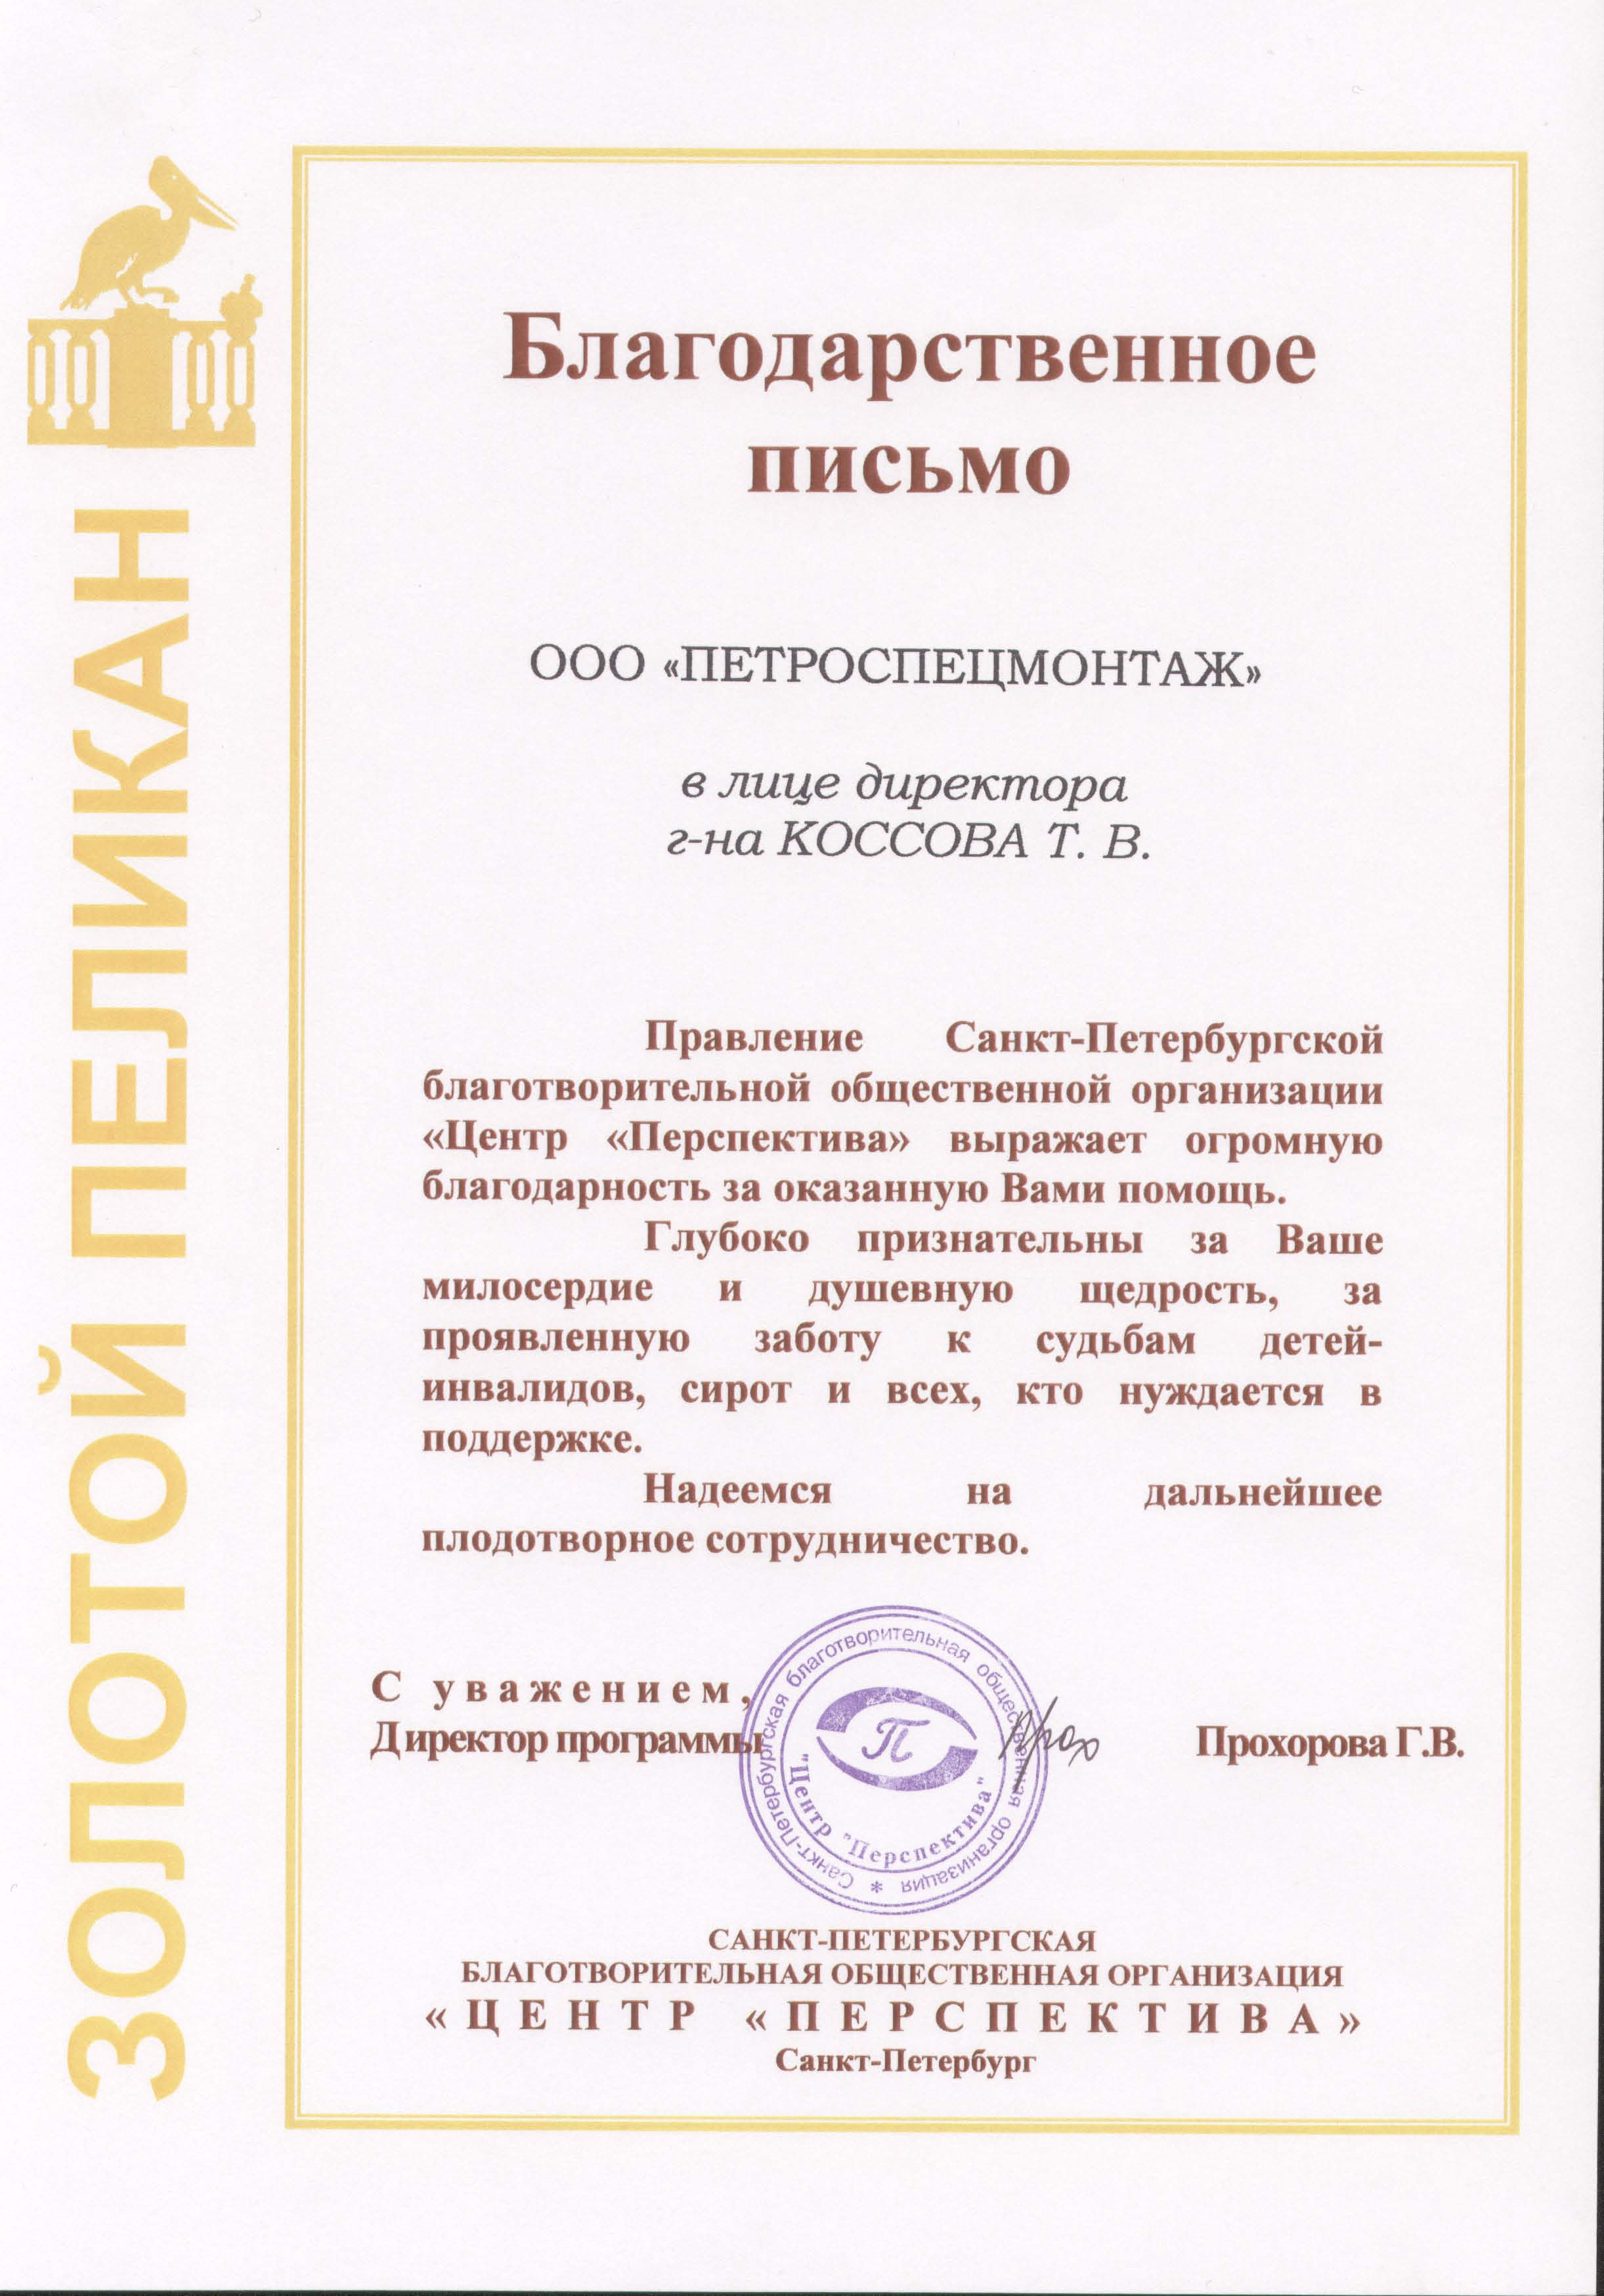 ЗОЛОТОЙ ПЕЛИКАН
Благодарственное
письмо
ООО «ПЕТРОСПЕЦМОНТАЖ»
в лице директора
г-на КОССОВА Т. В.
Правление Санкт-Петербургской
благотворительной общественной организации
«Центр «Перспектива» выражает огромную
благодарность за оказанную Вами помощь.
Глубоко признательны за Ваше
милосердие и душевную щедрость, за
проявленную заботу к судьбам детей-
инвалидов, сирот и всех, кто нуждается в
поддержке.
Надеемся на дальнейшее
плодотворное сотрудничество.
С уважением,
Директор программы
Прохорова Г.В.
Санкт-Петербургская благотворительная общественная организация *
"Центр "Перспектива"
П
Прох
САНКТ-ПЕТЕРБУРГСКАЯ
БЛАГОТВОРИТЕЛЬНАЯ ОБЩЕСТВЕННАЯ ОРГАНИЗАЦИЯ
«ЦЕНТР «ПЕРСПЕКТИВА»
Санкт-Петербург